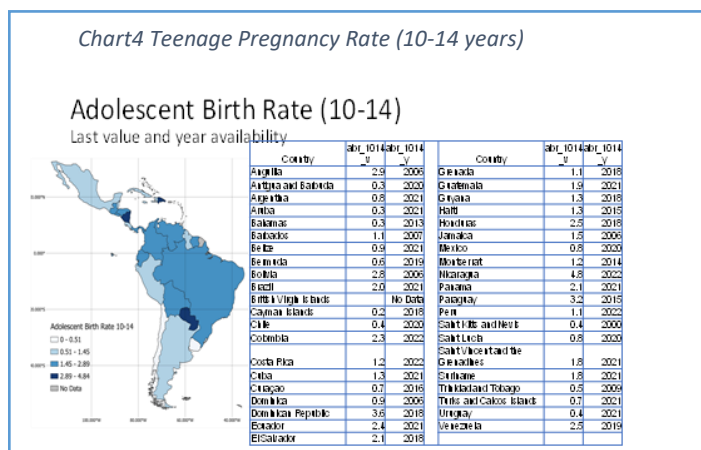 Chart4 Teenage Pregnancy Rate (10-14 years)
Adolescent Birth Rate (10-14)
Last value and year availability
Country abr_1014_v abr_1014_y
Anguilla 2.9 2006
Antigua and Barbuda 0.3 2020
Argentina 0.8 2021
Aruba 0.3 2021
Bahamas 0.3 2013
Barbados 1.1 2007
Belize 0.9 2021
Bermuda 0.6 2019
Bolivia 2.8 2006
Brazil 2.0 2021
British Virgin Islands No Data
Cayman Islands 0.2 2018
Chile 0.4 2020
Colombia 2.3 2022
Costa Rica 1.2 2022
Cuba 1.3 2021
Curaçao 0.7 2016
Dominika 0.9 2006
Dominican Republic 3.6 2018
Ecuador 2.4 2021
El Salvador 2.1 2018
Country abr_1014_v abr_1014_y
Grenada 1.1 2018
Guatemala 1.9 2021
Guyana 1.3 2018
Haiti 1.3 2015
Honduras 2.5 2018
Jamaica 1.5 2006
Mexico 0.8 2020
Montserrat 1.2 2014
Nicaragua 4.8 2022
Panama 2.1 2021
Paraguay 3.2 2015
Peru 1.1 2022
Saint Kitts and Nevis 0.4 2000
Saint Lucia 0.8 2020
Saint Vincent and the
Grenadines 1.8 2021
Suriname 1.8 2021
Trinidad and Tobago 0.5 2009
Turks and Caicos Islands 0.7 2021
Uruguay 0.4 2021
Venezuela 2.5 2019
Adolescent Birth Rate 10-14
0 - 0.51
0.51 - 1.45
1.45 - 2.89
2.89 - 4.84
No Data